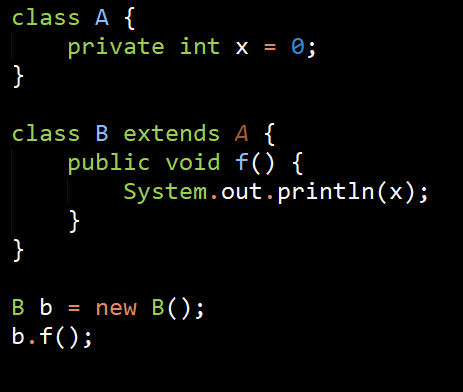 class A {
    private int x = 0;
}

class B extends A {
    public void f() {
        System.out.println(x);
    }
}

B b = new B();
b.f();